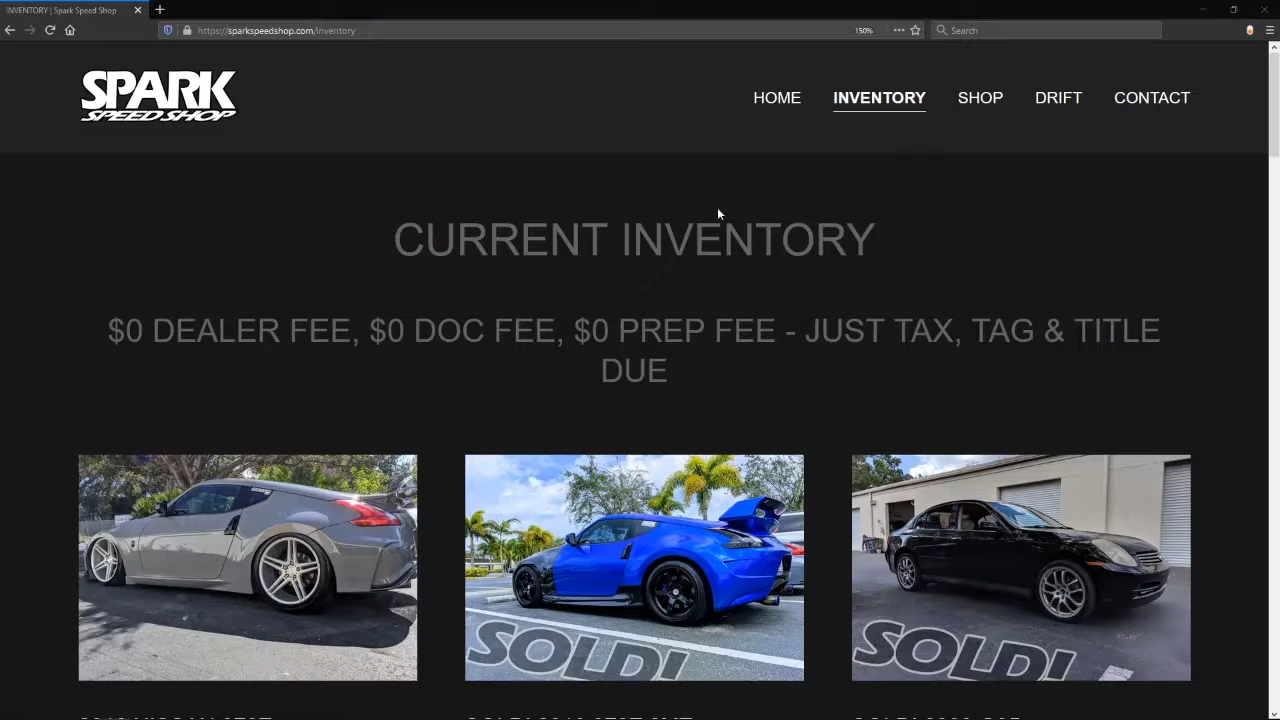 INVENTORY | Spark Speed Shop
https://sparkspeedshop.com/inventory
150%
Search
SPARK
SPEED SHOP
HOME
INVENTORY
SHOP
DRIFT
CONTACT
CURRENT INVENTORY
$0 DEALER FEE, $0 DOC FEE, $0 PREP FEE - JUST TAX, TAG & TITLE
DUE
SOLD!
SOLD!